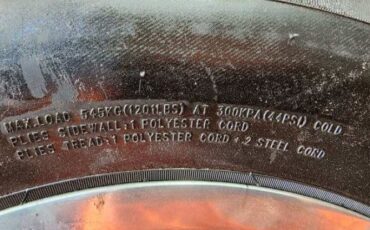 MAX.LOAD 545KG(1201LBS) AT 300KPA(44PSI) COLD
PLIES SIDEWALL:1 POLYESTER CORD
PLIES TREAD:1 POLYESTER CORD + 2 STEEL CORD